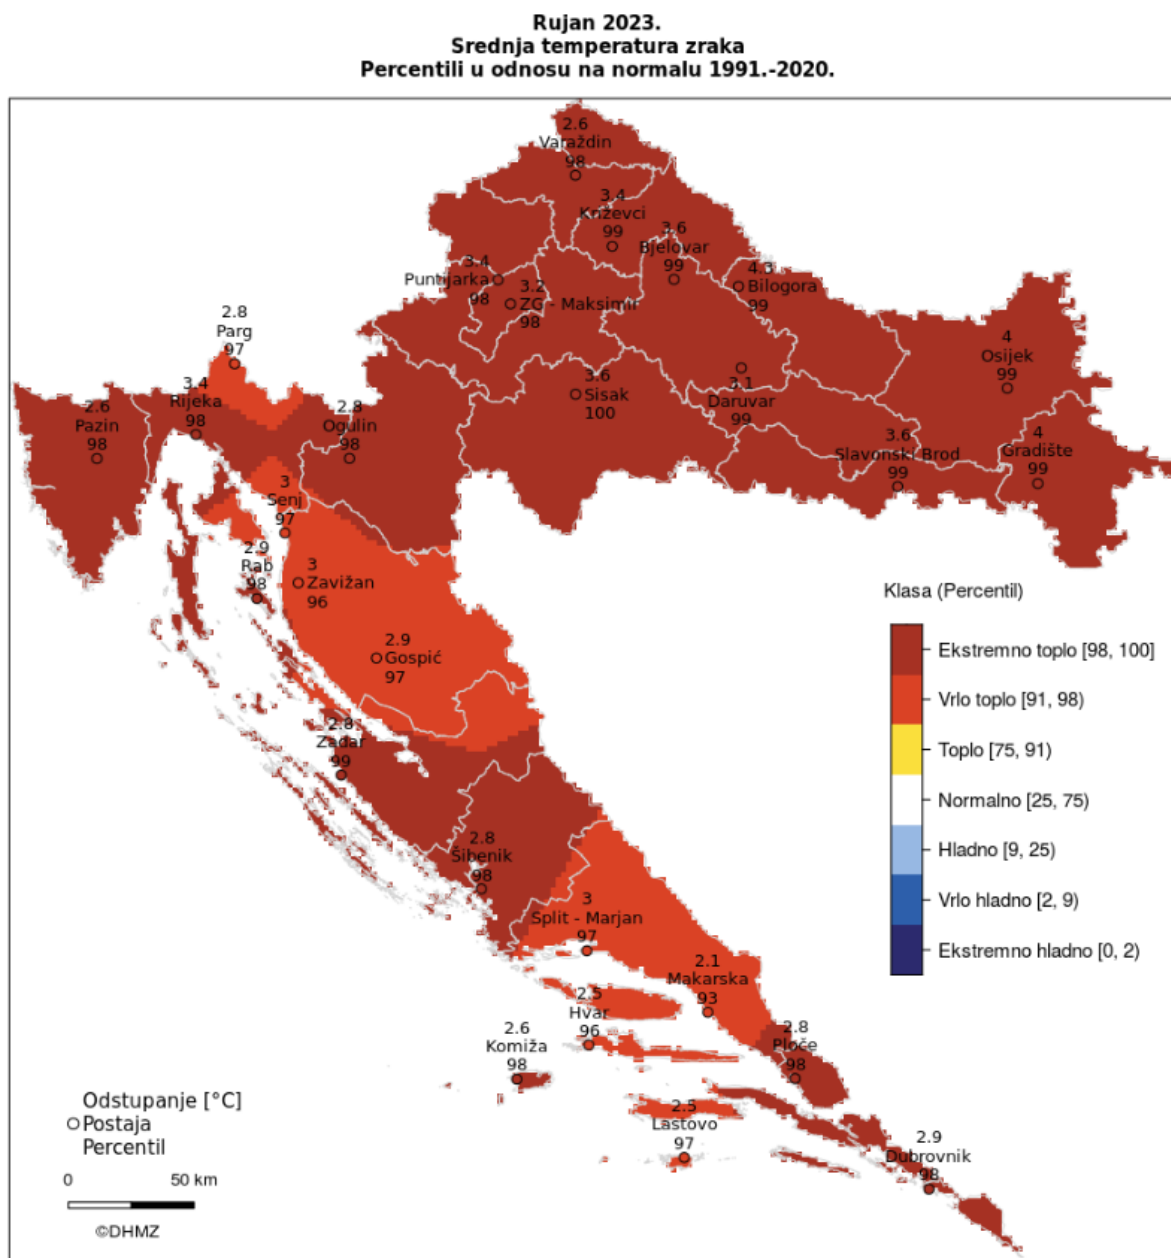 Rujan 2023.
Srednja temperatura zraka
Percentili u odnosu na normalu 1991.-2020.
2.6
Varaždin
98
3.4
Križevci
99
3.6
Bjelovar
99
3.4
Puntijarka
98
3.2
ZG - Maksimir
98
4.3
Bilogora
99
2.8
Parg
97
4
Osijek
99
3.4
Rijeka
98
2.6
Pazin
98
2.8
Ogulin
98
3.6
Sisak
100
3.1
Daruvar
99
3.6
Slavonski Brod
99
4
Gradište
99
3
Senj
97
2.9
Rab
98
3
Zavižan
96
2.9
Gospić
97
2.8
Zadar
99
2.8
Šibenik
98
3
Split - Marjan
97
2.1
Makarska
93
2.5
Hvar
96
2.6
Komiža
98
2.8
Ploče
98
2.5
Lastovo
97
2.9
Dubrovnik
98
Klasa (Percentil)
Ekstremno toplo [98, 100]
Vrlo toplo [91, 98)
Toplo [75, 91)
Normalno [25, 75)
Hladno [9, 25)
Vrlo hladno [2, 9)
Ekstremno hladno [0, 2)
Odstupanje [°C]
Postaja
Percentil
0 50 km
©DHMZ